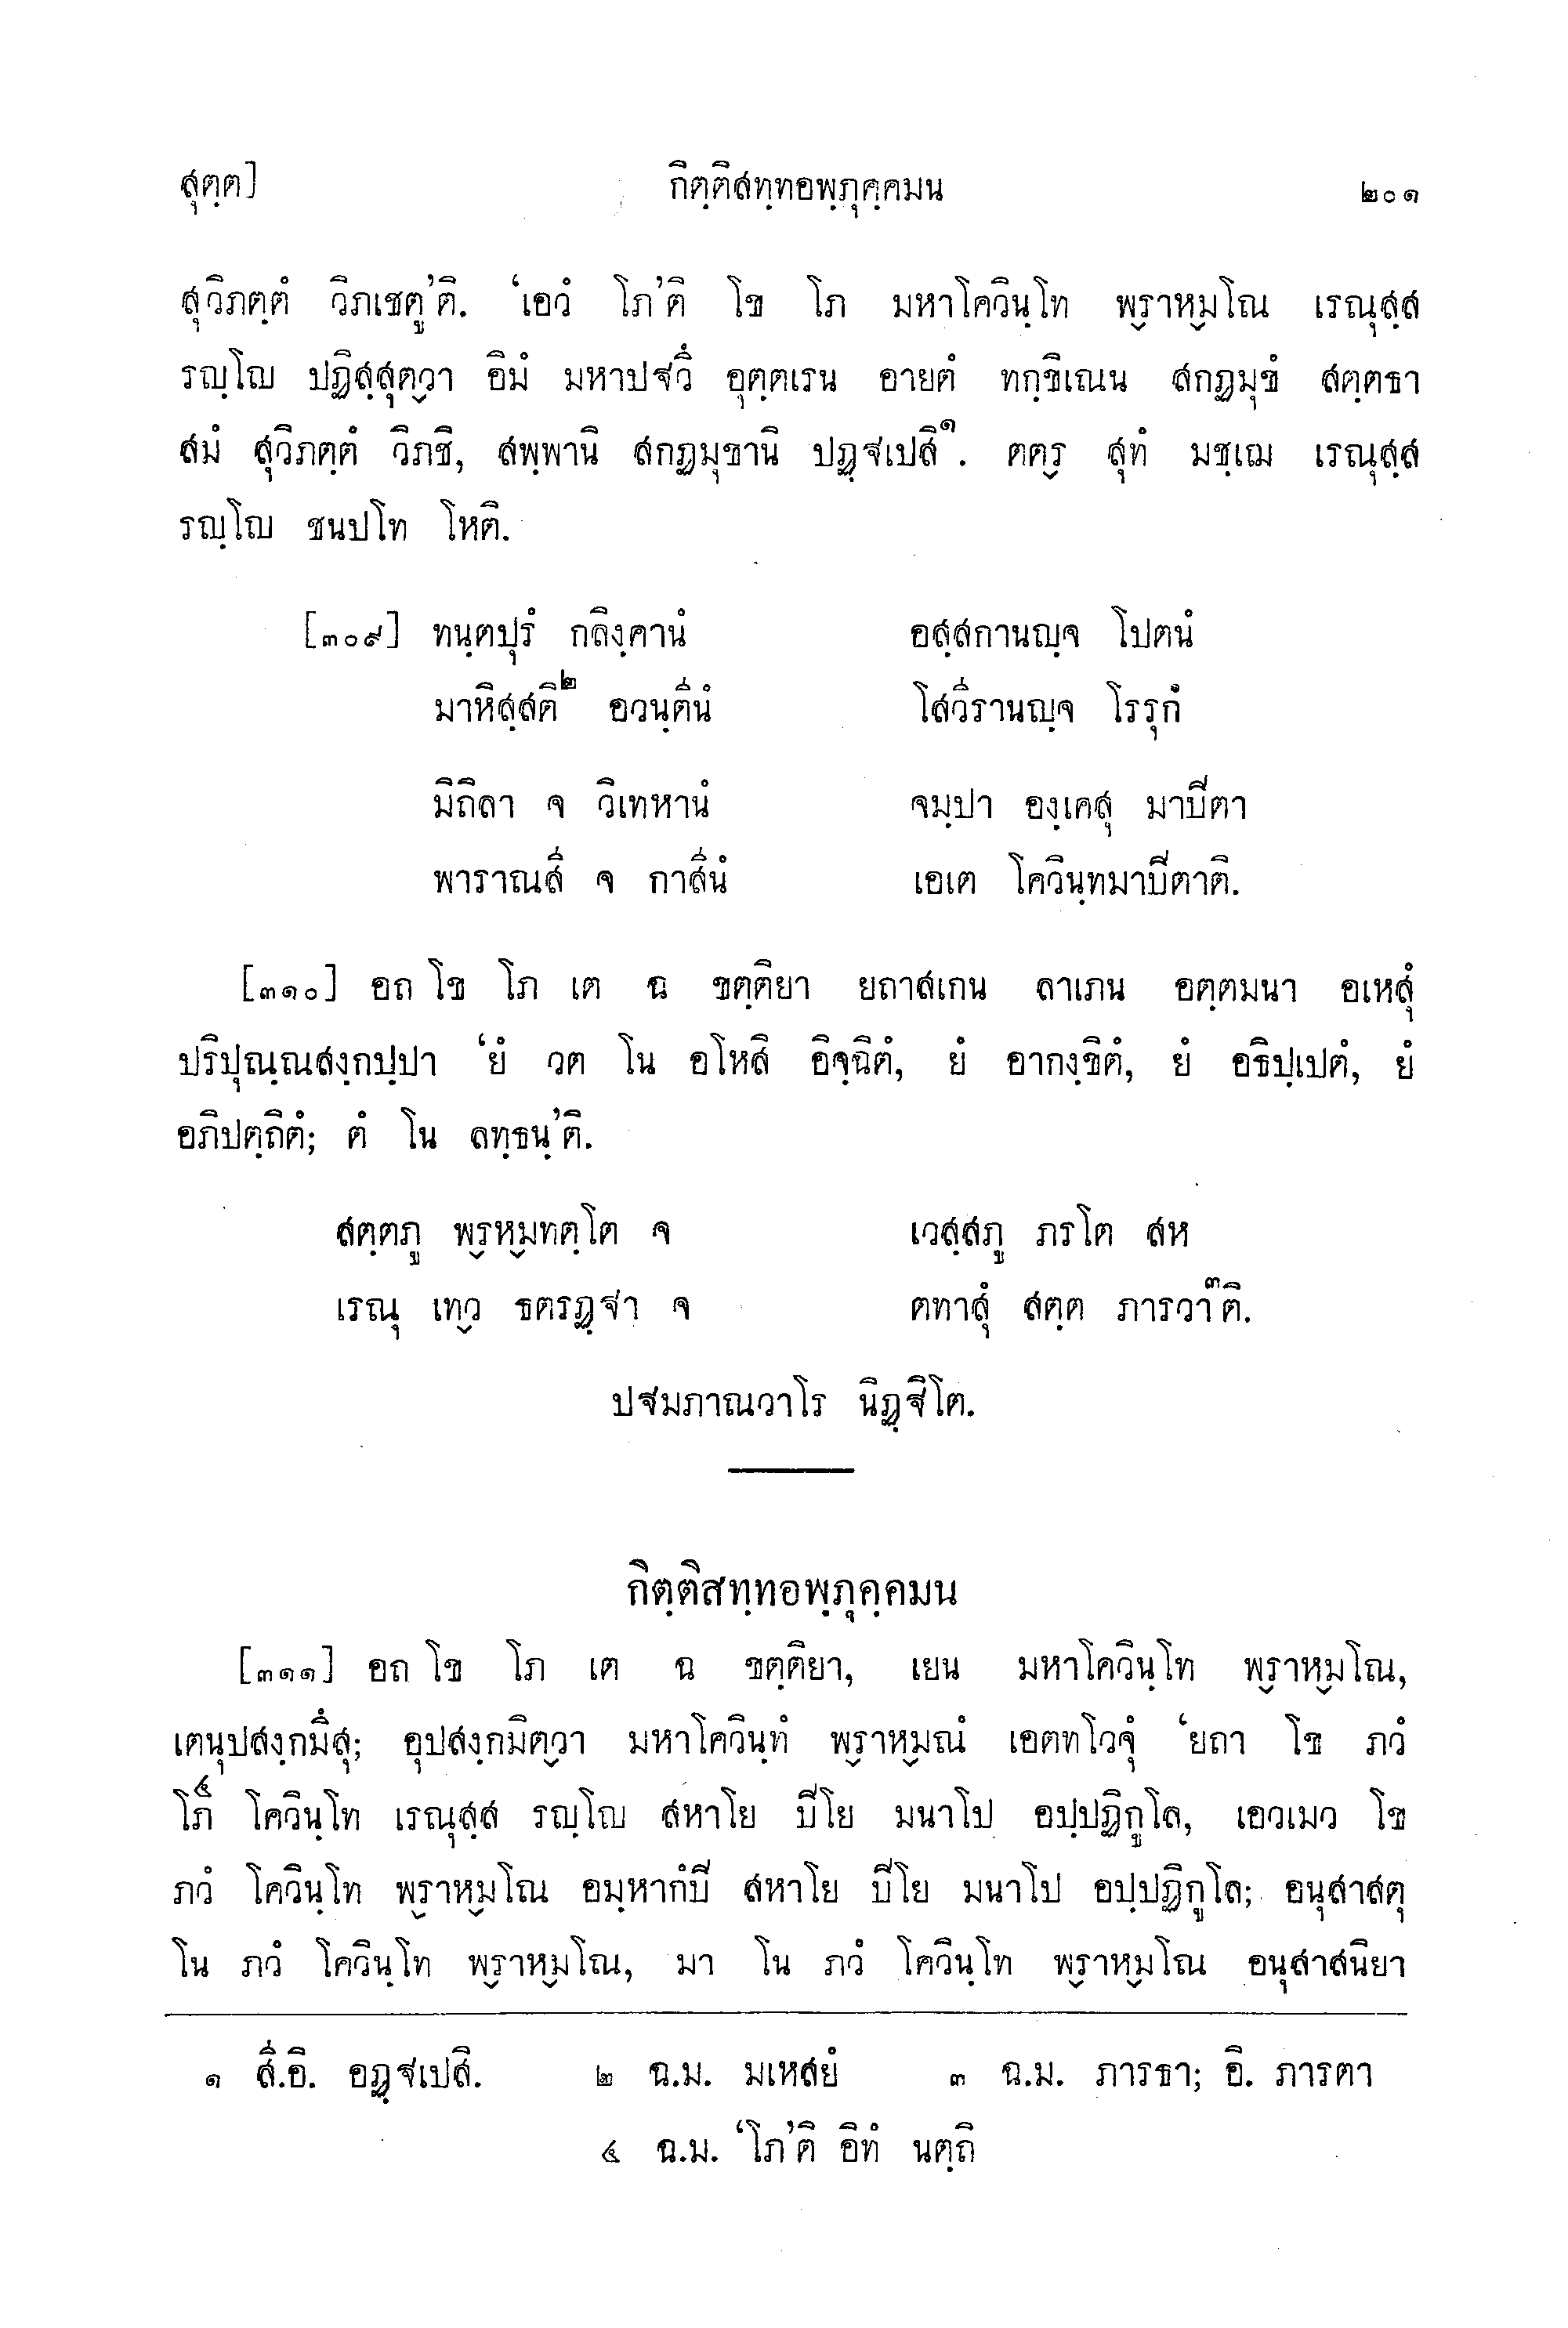 สุตฺต] กิตฺติสทฺทอพฺภุคฺคมน ๒๐๑
สุวิภตฺตํ วิภเชตู’ติ. ‘เอวํ โภ’ติ โข โภ มหาโควินฺโท พฺราหฺมโณ เรณุสฺส
รญฺโญ ปฏิสฺสุตฺวา อิมํ มหาปฐวึ อุตฺตเรน อายตํ ทกฺขิเณน สกฏมุขํ สตฺตธา
สมํ สุวิภตฺตํ วิภชิ, สพฺพานิ สกฏมุขานิ ปฏฺฐเปสิ๑. ตตฺร สุทํ มชฺเฌ เรณุสฺส
รญฺโญ ชนปโท โหติ.
[๓๐๙] ทนฺตปุรํ กลิงฺคานํ อสฺสกานญฺจ โปตนํ
มาหิสฺสติ๒ อวนฺตีนํ โสวีรานญฺจ โรรุกํ
มิถิลา จ วิเทหานํ จมฺปา องฺเคสุ มาปิตา
พาราณสี จ กาสีนํ เอเต โควินฺทมาปิตาติ.
[๓๑๐] อถ โข โภ เต ฉ ขตฺติยา ยถาสเกน ลาเภน อตฺตมนา อเหสุํ
ปริปุณฺณสงฺกปฺปา ‘ยํ วต โน อโหสิ อิจฺฉิตํ, ยํ อากงฺขิตํ, ยํ อธิปฺเปตํ, ยํ
อภิปตฺถิตํ; ตํ โน ลทฺธนฺ’ติ.
สตฺตภู พฺรหฺมทตฺโต จ เวสฺสภู ภรโต สห
เรณุ เทฺว ธตรฏฺฐา จ ตทาสุํ สตฺต ภารวา๓ติ.
ปฐมภาณวาโร นิฏฺฐิโต.
กิตฺติสทฺทอพฺภุคฺคมน
[๓๑๑] อถ โข โภ เต ฉ ขตฺติยา, เยน มหาโควินฺโท พฺราหฺมโณ,
เตนุปสงฺกมึสุ; อุปสงฺกมิตฺวา มหาโควินฺทํ พฺราหฺมณํ เอตทโวจุํ ‘ยถา โข ภวํ
โภ๔ โควินฺโท เรณุสฺส รญฺโญ สหาโย ปิโย มนาโป อปฺปฏิกูโล, เอวเมว โข
ภวํ โควินฺโท พฺราหฺมโณ อมฺหากํปิ สหาโย ปิโย มนาโป อปฺปฏิกูโล; อนุสาสตุ
โน ภวํ โควินฺโท พฺราหฺมโณ, มา โน ภวํ โควินฺโท พฺราหฺมโณ อนุสาสนิยา
๑ สี.อิ. อฏฺฐเปสิ. ๒ ฉ.ม. มเหสยํ ๓ ฉ.ม. ภารธา; อิ. ภารตา
๔ ฉ.ม. ‘โภ’ติ อิทํ นตฺถิ